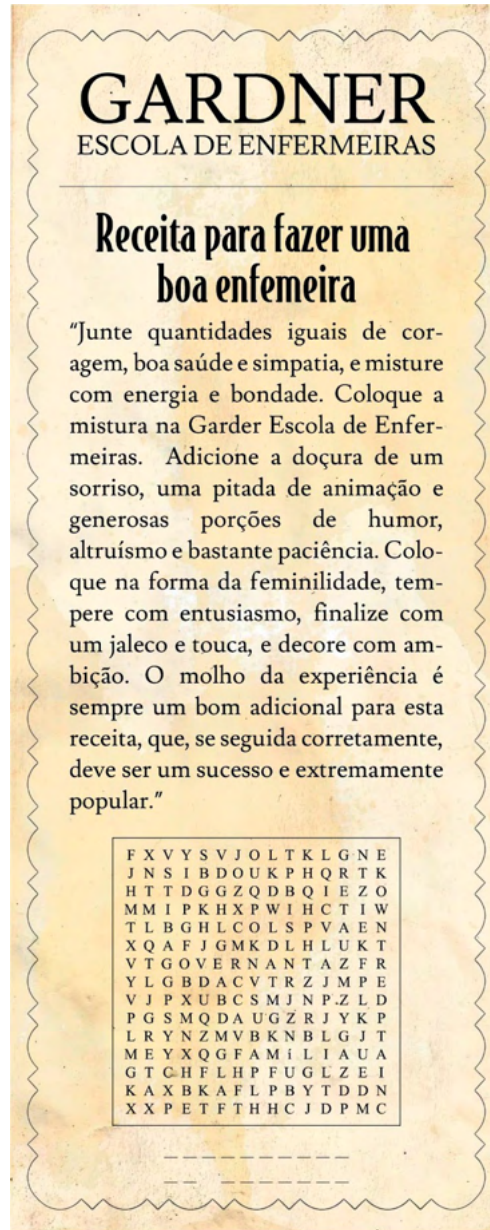 GARDNER
ESCOLA DE ENFERMEIRAS
Receita para fazer uma
boa enfemeira
“Junte quantidades iguais de cor-
agem, boa saúde e simpatia, e misture
com energia e bondade. Coloque a
mistura na Garder Escola de Enfer-
meiras. Adicione a doçura de um
sorriso, uma pitada de animação e
generosas porções de humor,
altruísmo e bastante paciência. Colo-
que na forma da feminilidade, tem-
pere com entusiasmo, finalize com
um jaleco e touca, e decore com am-
bição. O molho da experiência é
sempre um bom adicional para esta
receita, que, se seguida corretamente,
deve ser um sucesso e extremamente
popular.”
F X V Y S V J O L T K L G N E
J N S I B D O U K P H Q R T K
H T T D G G Z Q D B Q I E Z O
M M I P K H X P W I H C T I W
T L B G H L C O L S P V A E N
X Q A F J G M K D L H L U K T
V T G O V E R N A N T A Z F R
Y L G B D A C V T R Z J M P E
V J P X U B C S M J N P Z L D
P G S M Q D A U G Z R J Y K P
L R Y N Z M V B K N B L G J T
M E Y X Q G F A M i L I A U A
G T C H F L H P F U G L Z E I
K A X B K A F L P B Y T D D N
X X P E T F T H H C J D P M C